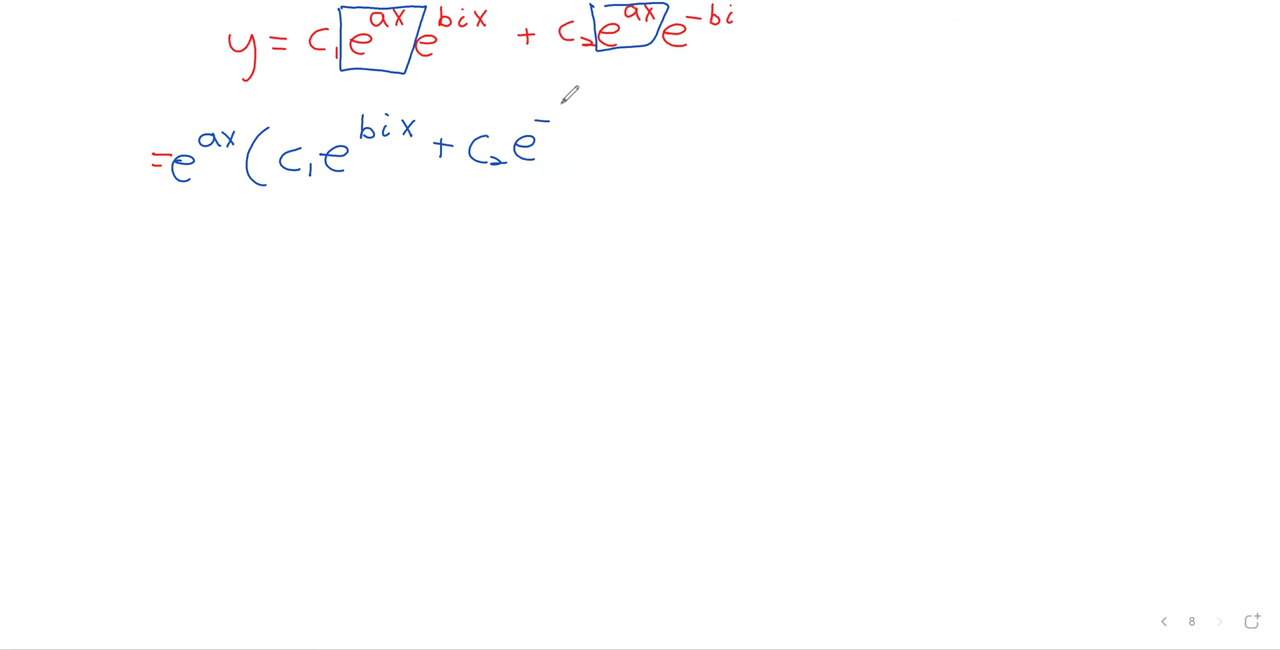 y = c₁e^{ax}e^{bix} + c₂e^{ax}e^{-bi}
= e^{ax}(c₁e^{bix} + c₂e^{-}
8